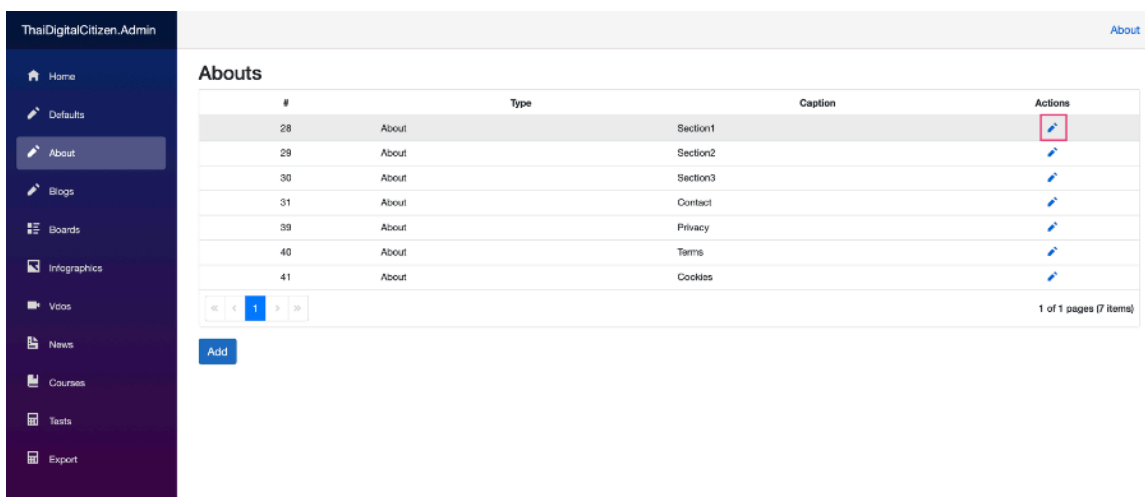 ThaiDigitalCitizen.Admin
About
Home
Defaults
About
Blogs
Boards
Infographics
Vdos
News
Courses
Tests
Export
Abouts
# Type Caption Actions
28 About Section1
29 About Section2
30 About Section3
31 About Contact
39 About Privacy
40 About Terms
41 About Cookies
« < 1 > » 1 of 1 pages (7 items)
Add